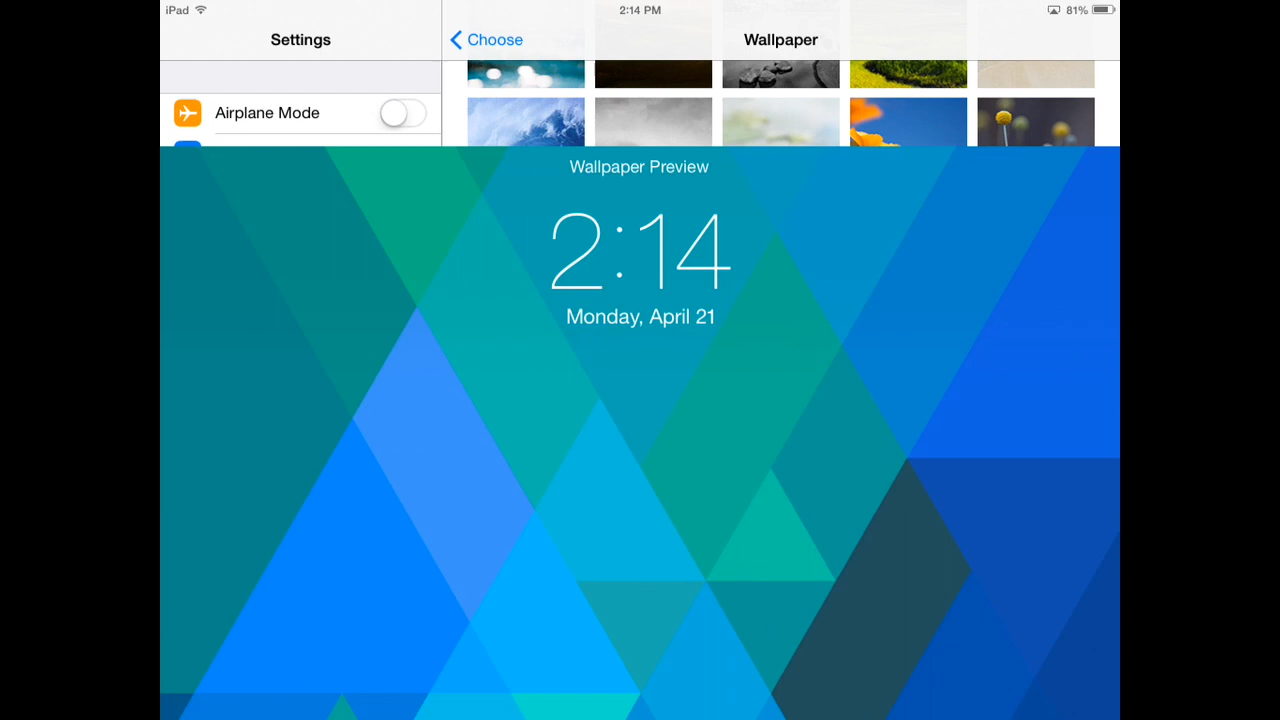 iPad
2:14 PM
81%
Settings
Choose
Wallpaper
Airplane Mode
Wallpaper Preview
2:14
Monday, April 21